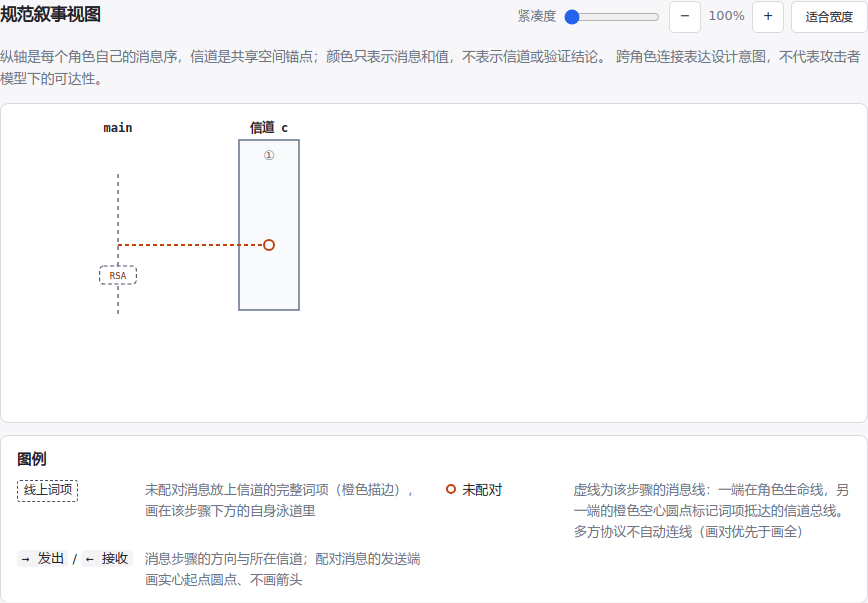 规范叙事视图
紧凑度
−
100%
+
适合宽度
纵轴是每个角色自己的消息序，信道是共享空间锚点；颜色只表示消息和值，不表示信道或验证结论。 跨角色连接表达设计意图，不代表攻击者
模型下的可达性。
main
信道 c
①
RSA
图例
线上词项
未配对消息放上信道的完整词项（橙色描边），
画在该步骤下方的自身泳道里
未配对
虚线为该步骤的消息线：一端在角色生命线，另
一端的橙色空心圆点标记词项抵达的信道总线。
多方协议不自动连线（画对优先于画全）
→ 发出 / ← 接收
消息步骤的方向与所在信道；配对消息的发送端
画实心起点圆点、不画箭头